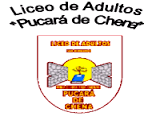 Liceo de Adultos
"Pucará de Chena"
LICEO DE ADULTOS
PUCARÁ
DE
CHENA